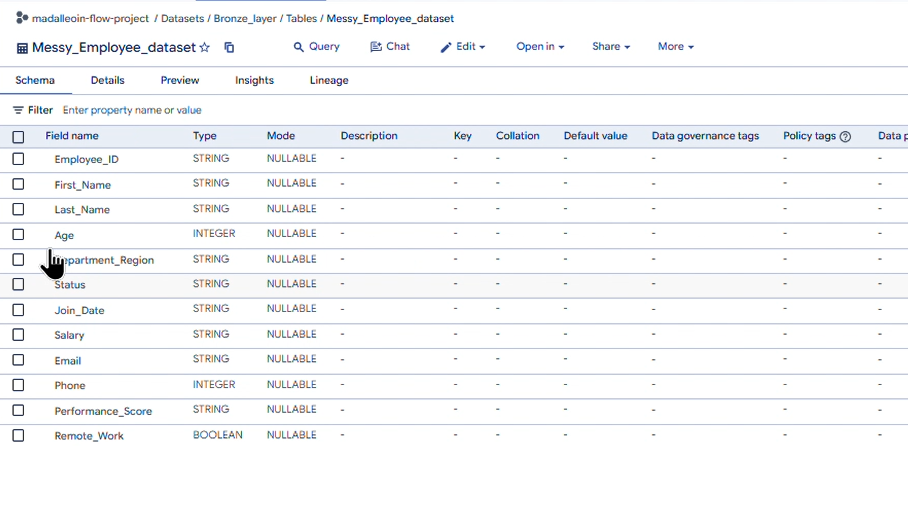 madalleoin-flow-project / Datasets / Bronze_layer / Tables / Messy_Employee_dataset
Messy_Employee_dataset Query Chat Edit Open in Share More
Schema Details Preview Insights Lineage
Filter Enter property name or value
Field name Type Mode Description Key Collation Default value Data governance tags Policy tags Data p
Employee_ID STRING NULLABLE - - - - - - -
First_Name STRING NULLABLE - - - - - - -
Last_Name STRING NULLABLE - - - - - - -
Age INTEGER NULLABLE - - - - - - -
epartment_Region STRING NULLABLE - - - - - - -
Status STRING NULLABLE - - - - - - -
Join_Date STRING NULLABLE - - - - - - -
Salary STRING NULLABLE - - - - - - -
Email STRING NULLABLE - - - - - - -
Phone INTEGER NULLABLE - - - - - - -
Performance_Score STRING NULLABLE - - - - - - -
Remote_Work BOOLEAN NULLABLE - - - - - - -